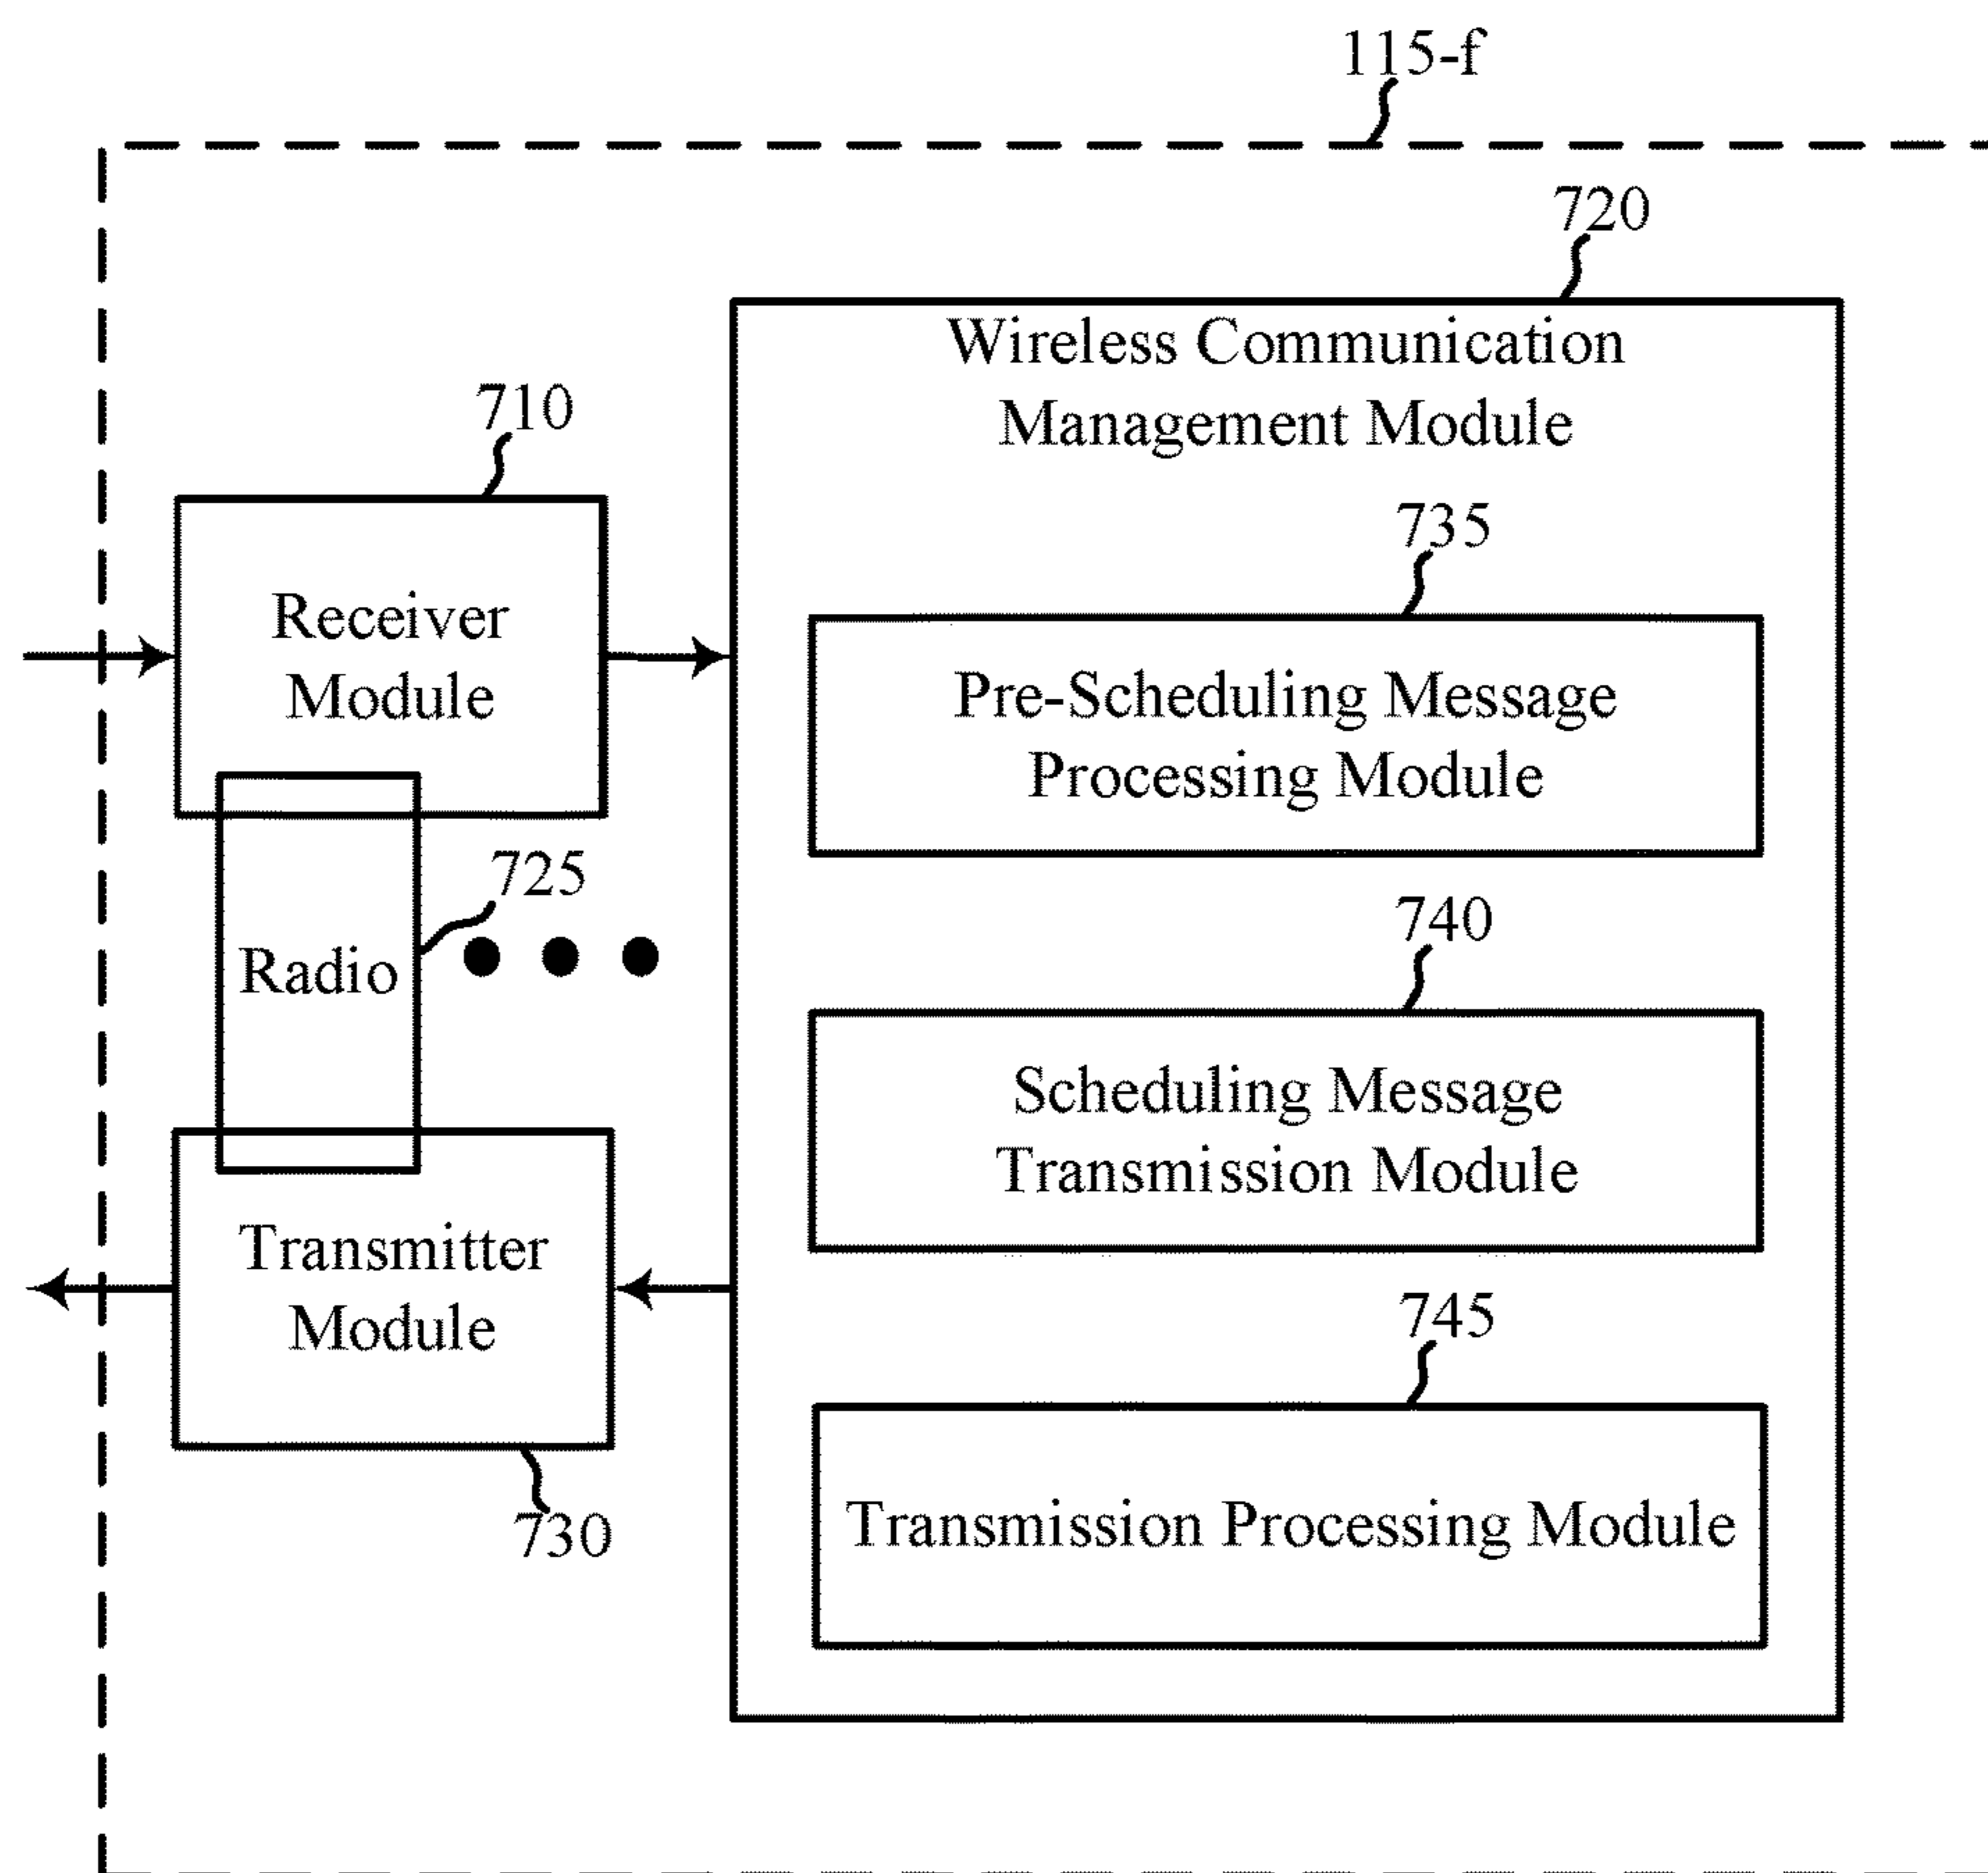 115-f
720
Wireless Communication
Management Module
710
Receiver
Module
735
Pre-Scheduling Message
Processing Module
725
Radio
740
Scheduling Message
Transmission Module
Transmitter
Module
730
745
Transmission Processing Module